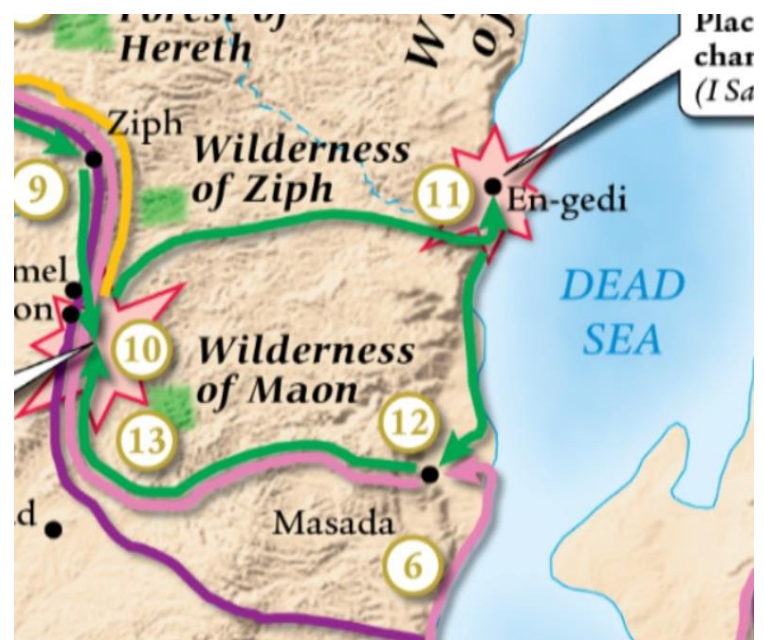 Forest of
Hereth
W
of
Plac
char
(I Sa
Ziph
Wilderness
of Ziph
9
11
En-gedi
mel
on
DEAD
SEA
10
Wilderness
of Maon
12
13
d
Masada
6